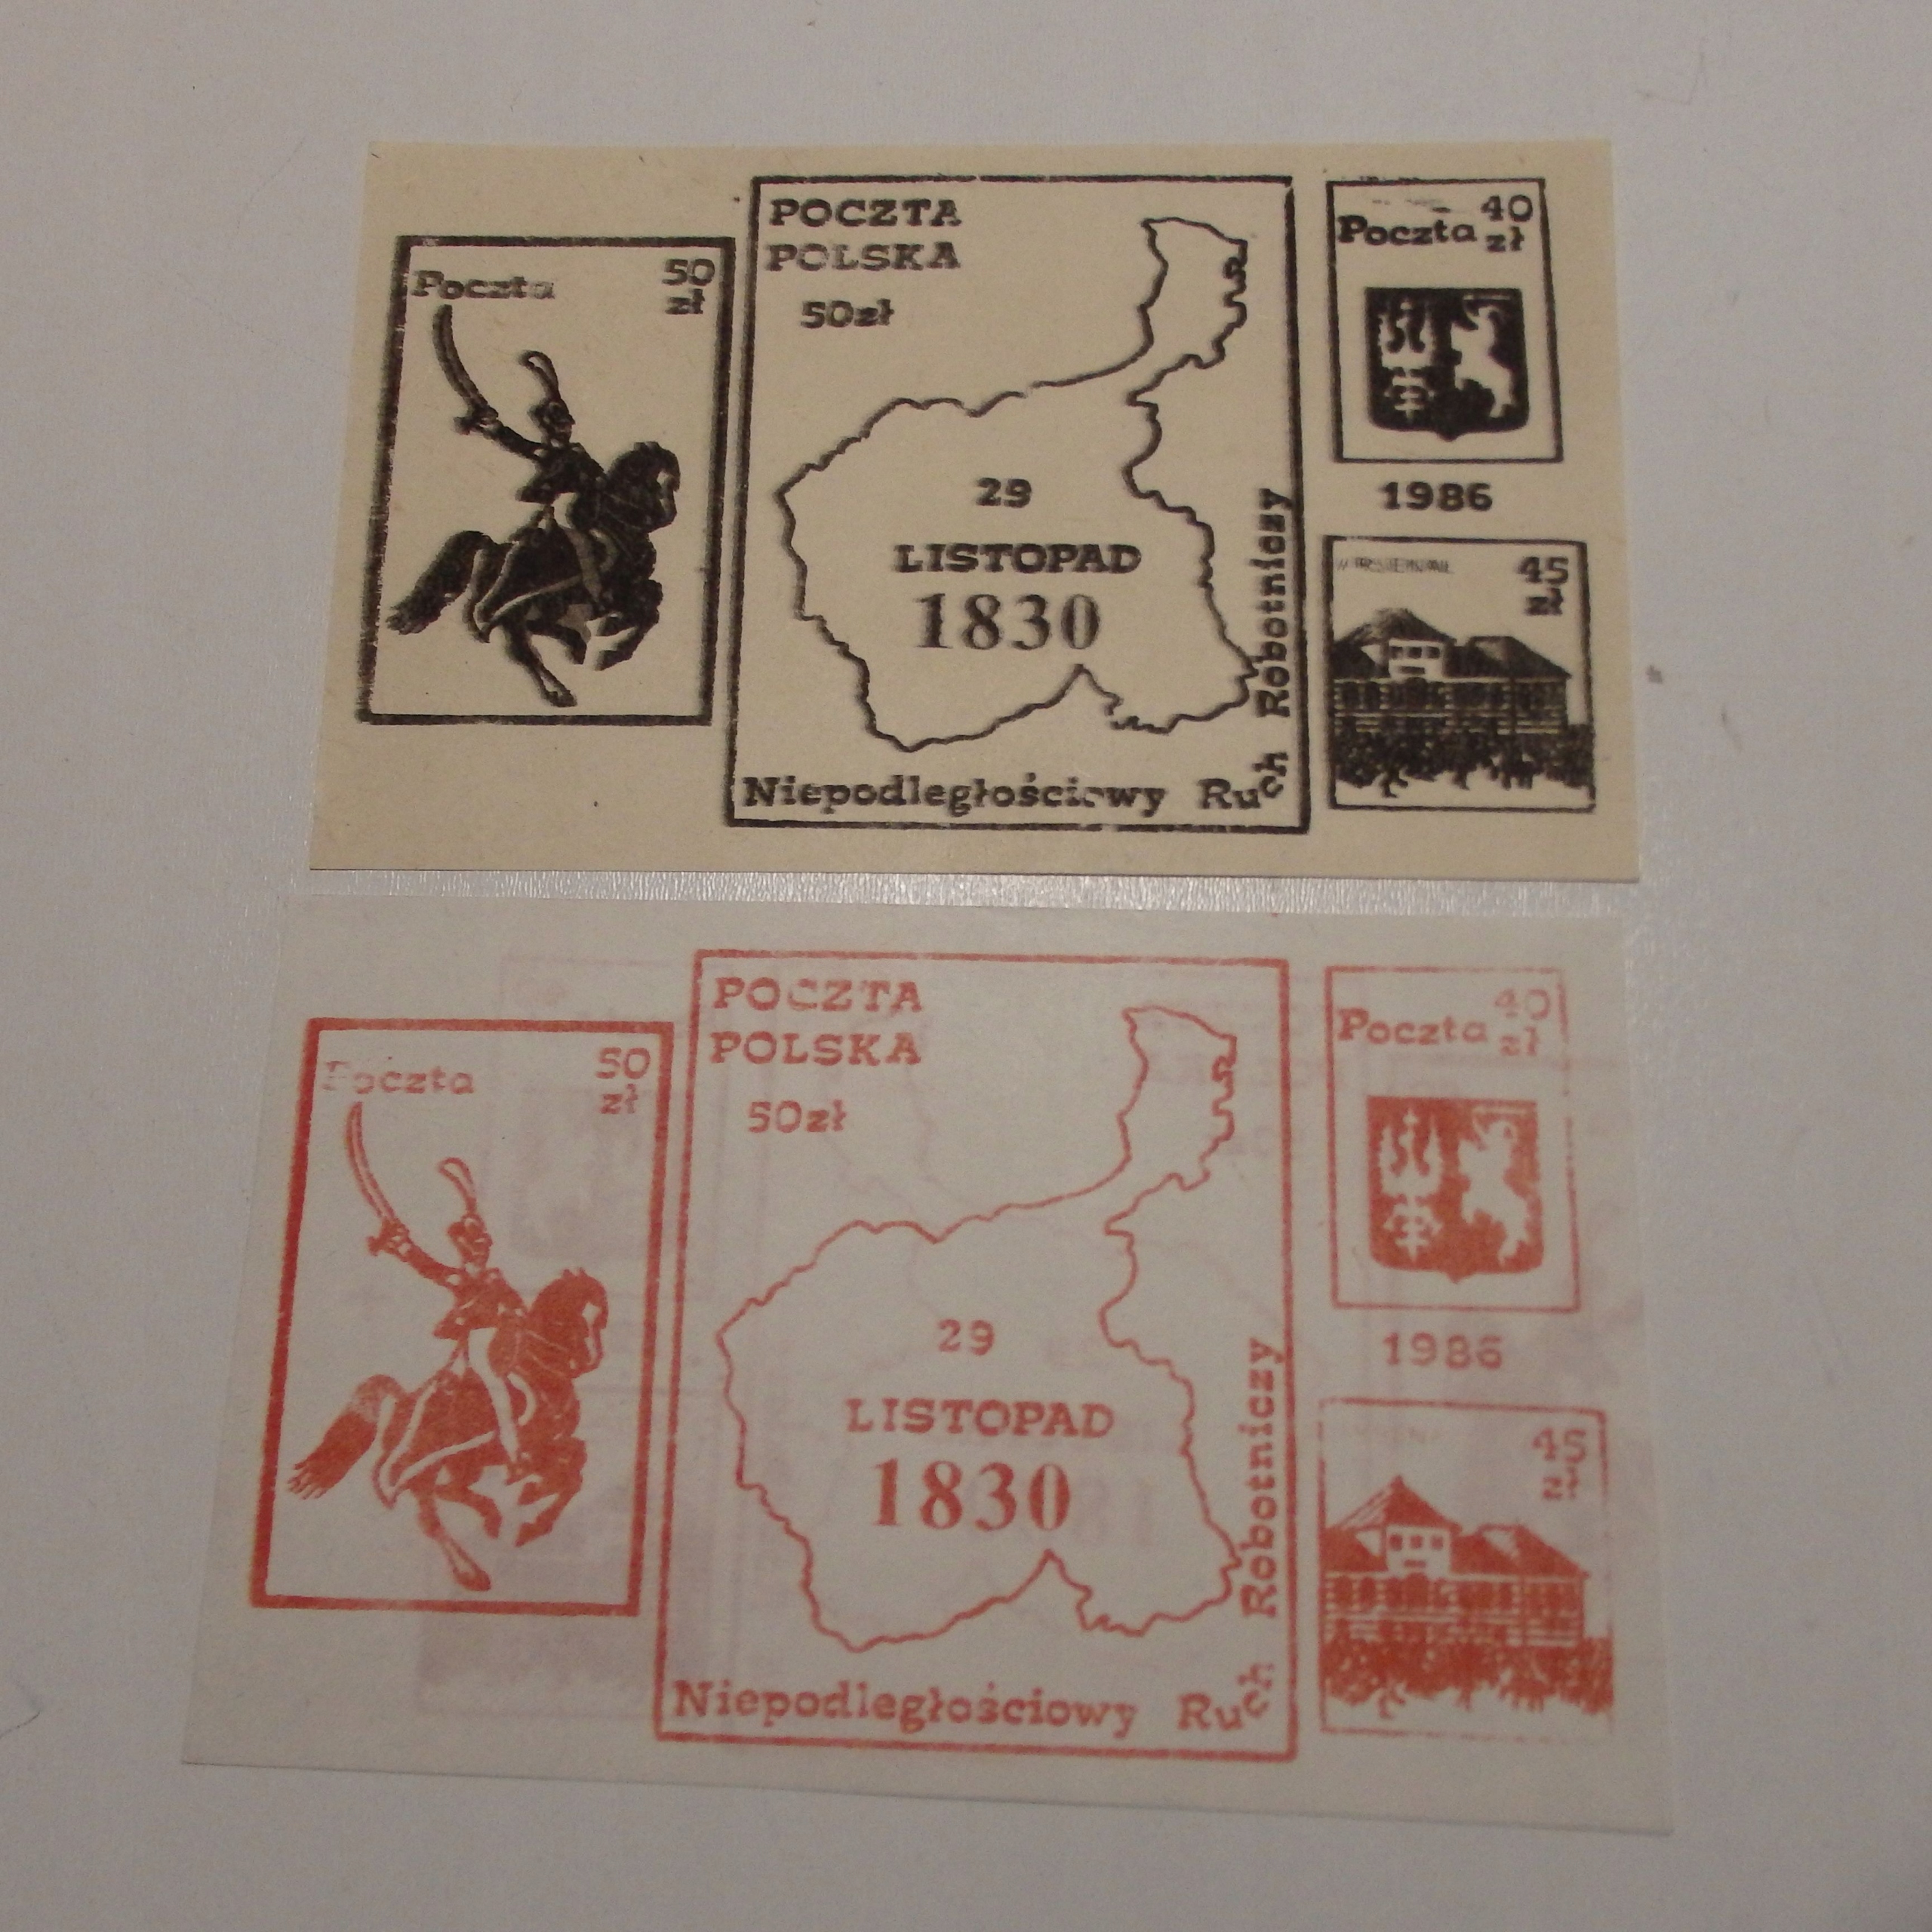 Poczta 50
zł
POCZTA
POLSKA
50zł
29
LISTOPAD
1830
Niepodległościowy Ruch Robotniczy
Poczta 40
zł
1986
45
zł
Poczta 50
zł
POCZTA
POLSKA
50zł
29
LISTOPAD
1830
Niepodległościowy Ruch Robotniczy
Poczta 40
zł
1986
45
zł